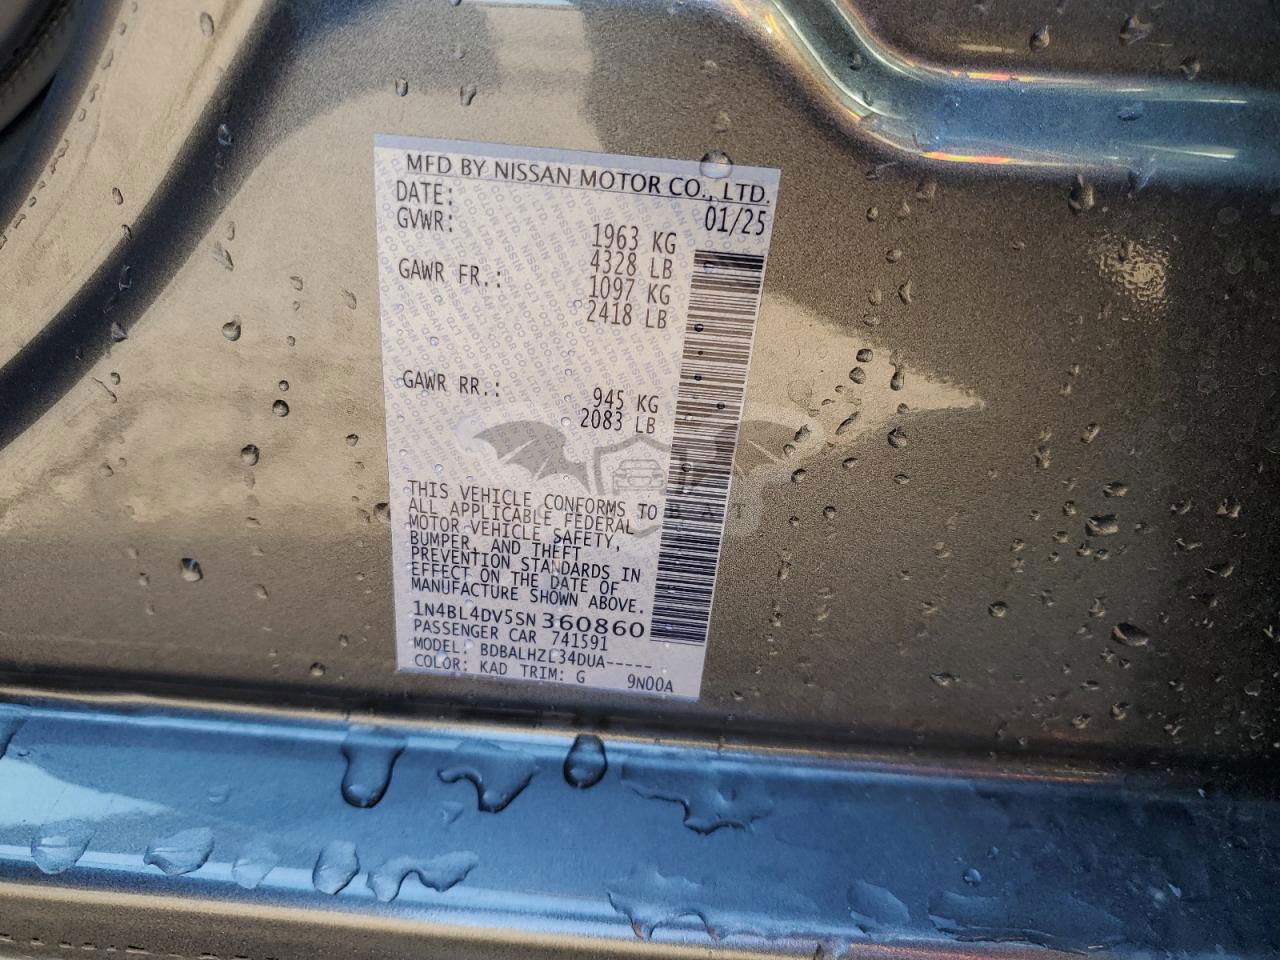 MFD BY NISSAN MOTOR CO., LTD.
DATE: 01/25
GVWR: 1963 KG
4328 LB
GAWR FR.: 1097 KG
2418 LB
GAWR RR.: 945 KG
2083 LB
THIS VEHICLE CONFORMS TO
ALL APPLICABLE FEDERAL
MOTOR VEHICLE SAFETY,
BUMPER, AND THEFT
PREVENTION STANDARDS IN
EFFECT ON THE DATE OF
MANUFACTURE SHOWN ABOVE.
1N4BL4DV5SN360860
PASSENGER CAR 741591
MODEL: BDBALHZL34DUA-----
COLOR: KAD TRIM: G 9N00A